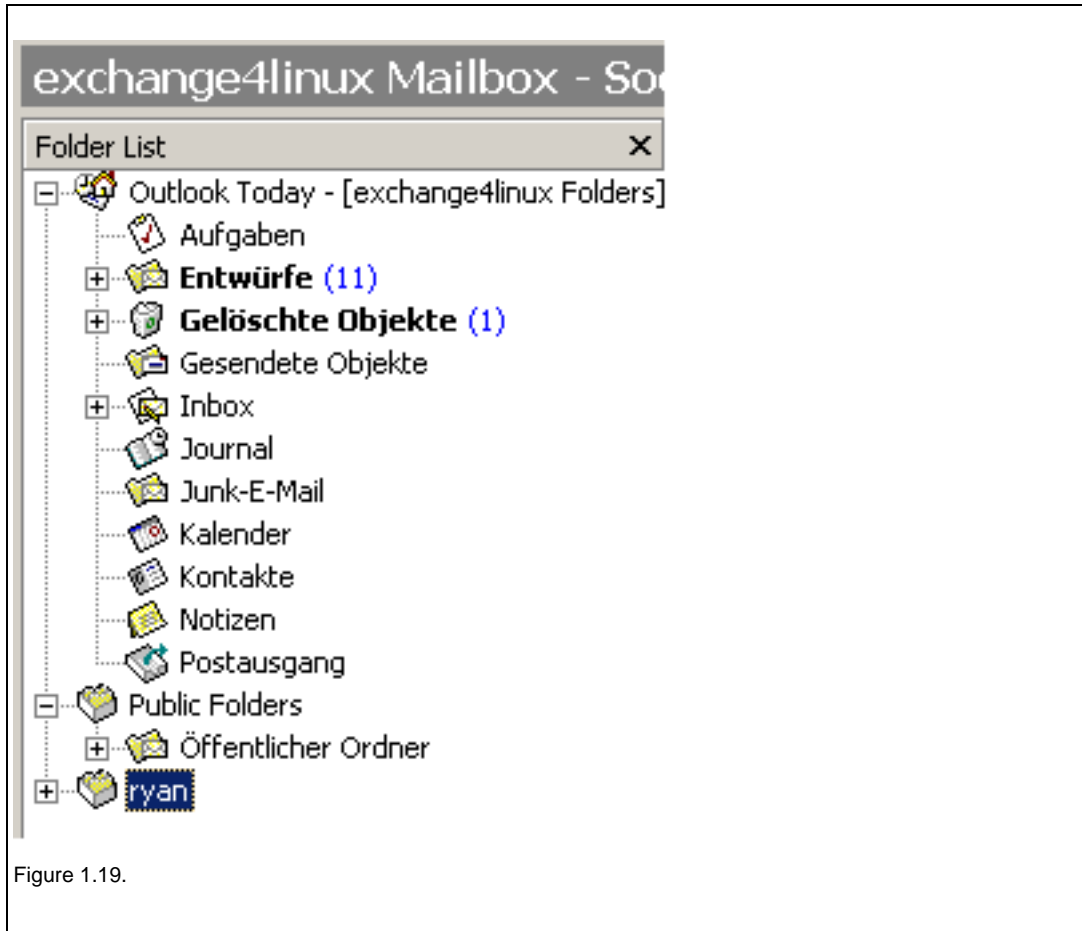 exchange4linux Mailbox -
Folder List
Outlook Today - [exchange4linux Folders]
Aufgaben
Entwürfe (11)
Gelöschte Objekte (1)
Gesendete Objekte
Inbox
Journal
Junk-E-Mail
Kalender
Kontakte
Notizen
Postausgang
Public Folders
Öffentlicher Ordner
ryan
Figure 1.19.